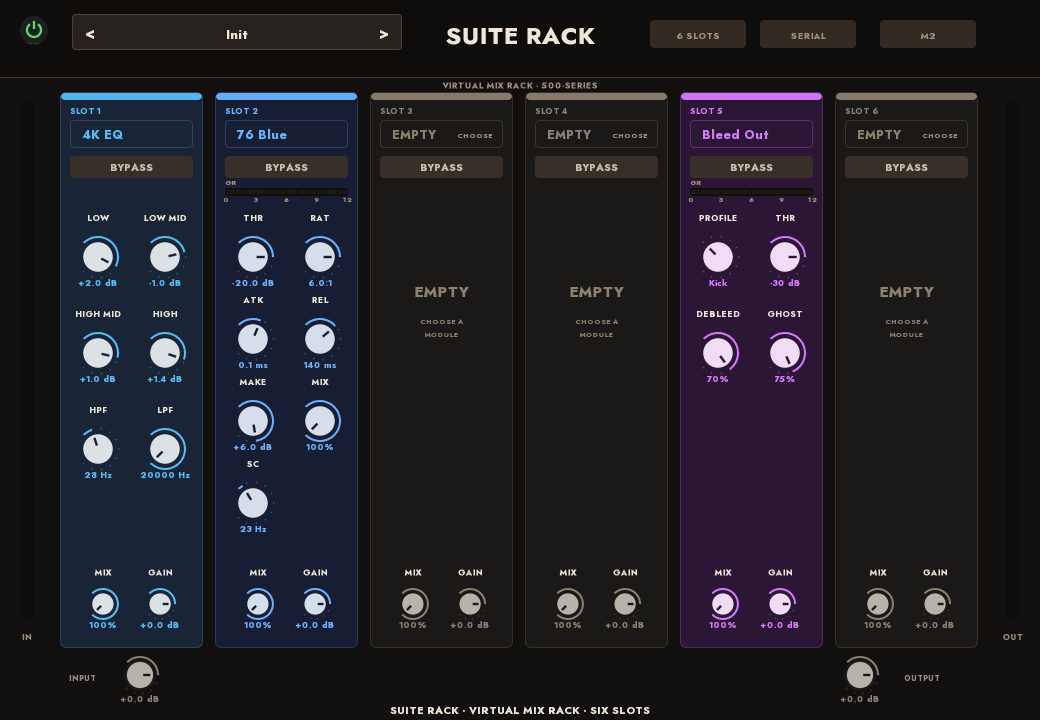 < Init >
SUITE RACK
6 SLOTS SERIAL M2
VIRTUAL MIX RACK · 500-SERIES
SLOT 1 SLOT 2 SLOT 3 SLOT 4 SLOT 5 SLOT 6
4K EQ 76 Blue EMPTY CHOOSE EMPTY CHOOSE Bleed Out EMPTY CHOOSE
BYPASS BYPASS BYPASS BYPASS BYPASS BYPASS
GR GR
0 3 6 9 12 0 3 6 9 12
LOW LOW MID THR RAT PROFILE THR
+2.0 dB -1.0 dB -20.0 dB 6.0:1 Kick -30 dB
EMPTY EMPTY EMPTY
ATK REL
HIGH MID HIGH DEBLEED GHOST
CHOOSE A CHOOSE A CHOOSE A
MODULE MODULE MODULE
0.1 ms 140 ms
+1.0 dB +1.4 dB 70% 75%
MAKE MIX
HPF LPF
+6.0 dB 100%
SC
28 Hz 20000 Hz
23 Hz
MIX GAIN MIX GAIN MIX GAIN MIX GAIN MIX GAIN MIX GAIN
100% +0.0 dB 100% +0.0 dB 100% +0.0 dB 100% +0.0 dB 100% +0.0 dB 100% +0.0 dB
IN OUT
INPUT OUTPUT
+0.0 dB +0.0 dB
SUITE RACK · VIRTUAL MIX RACK · SIX SLOTS